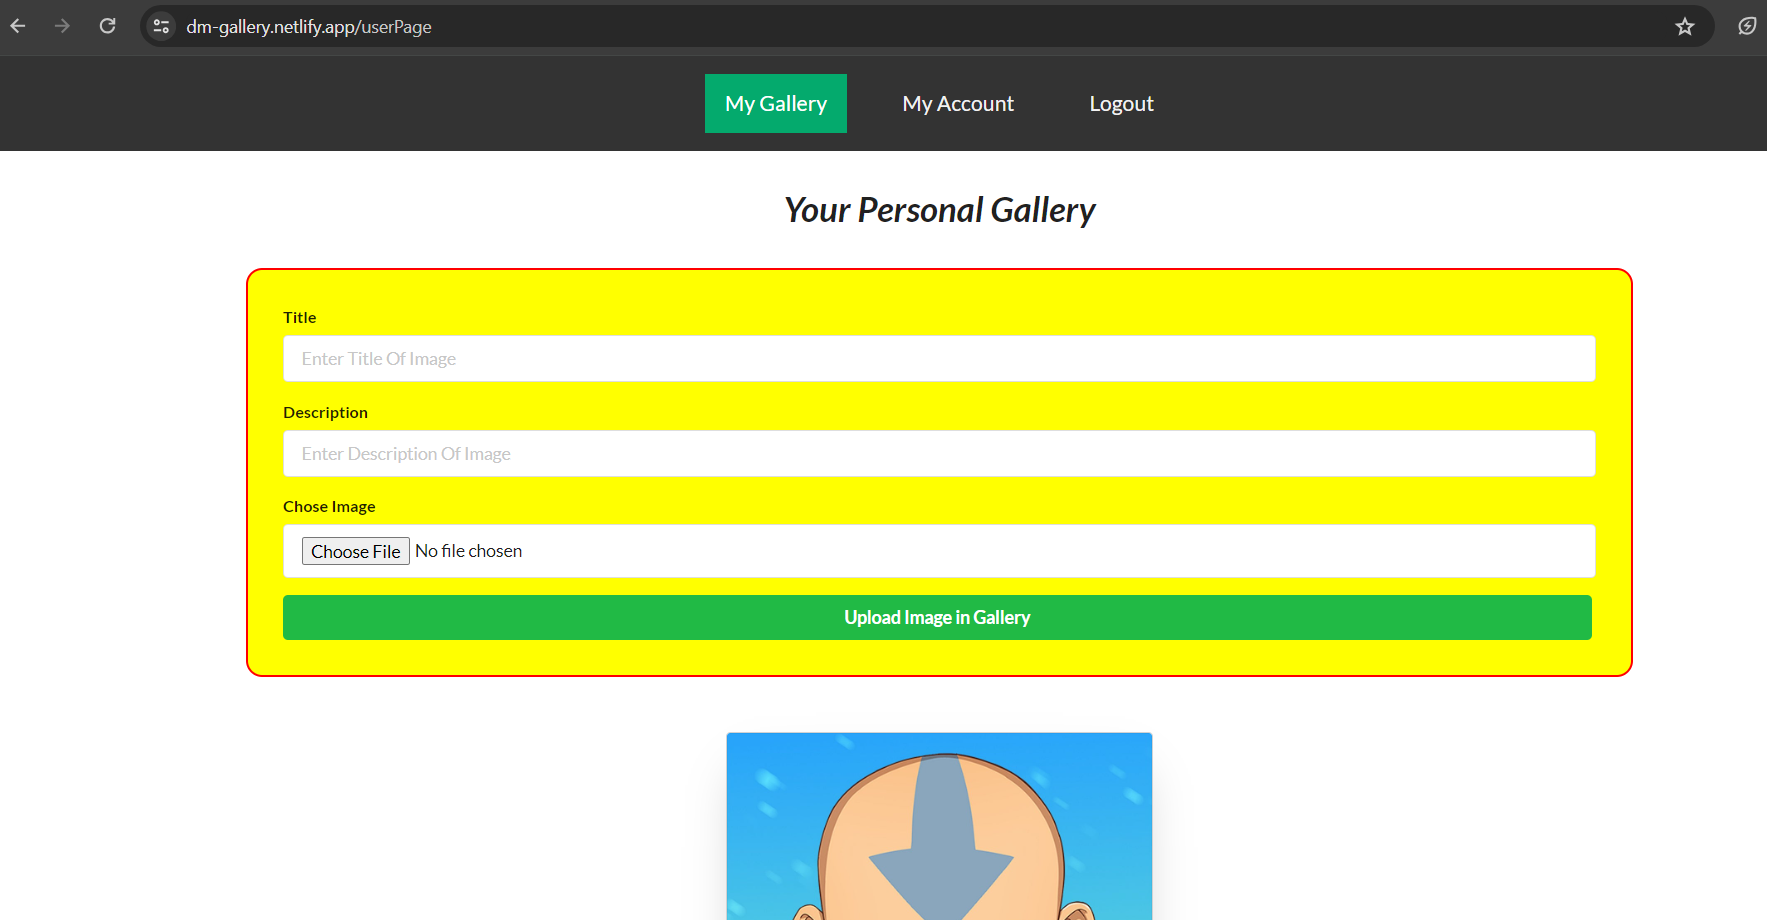 dm-gallery.netlify.app/userPage
My Gallery My Account Logout
Your Personal Gallery
Title
Enter Title Of Image
Description
Enter Description Of Image
Chose Image
Choose File No file chosen
Upload Image in Gallery